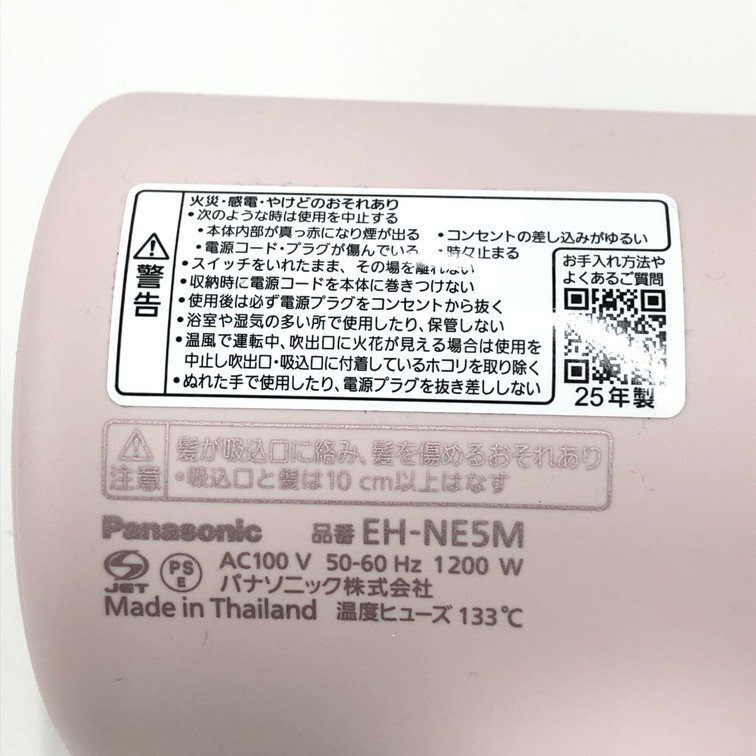 火災・感電・やけどのおそれあり
・次のような時は使用を中止する
・本体内部が真っ赤になり煙が出る ・コンセントの差し込みがゆるい
・電源コード・プラグが傷んでいる ・時々止まる
警告
・スイッチをいれたまま、その場を離れない
・収納時に電源コードを本体に巻きつけない
・使用後は必ず電源プラグをコンセントから抜く
・浴室や湿気の多い所で使用したり、保管しない
・温風で運転中、吹出口に火花が見える場合は使用を
中止し吹出口・吸込口に付着しているホコリを取り除く
・ぬれた手で使用したり、電源プラグを抜き差ししない
お手入れ方法や
よくあるご質問
25年製
注意
髪が吸込口に絡み、髪を傷めるおそれあり
・吸込口と髪は10 cm以上はなす
Panasonic 品番 EH-NE5M
JET PSE AC100 V 50-60 Hz 1200 W
パナソニック株式会社
Made in Thailand 温度ヒューズ 133℃